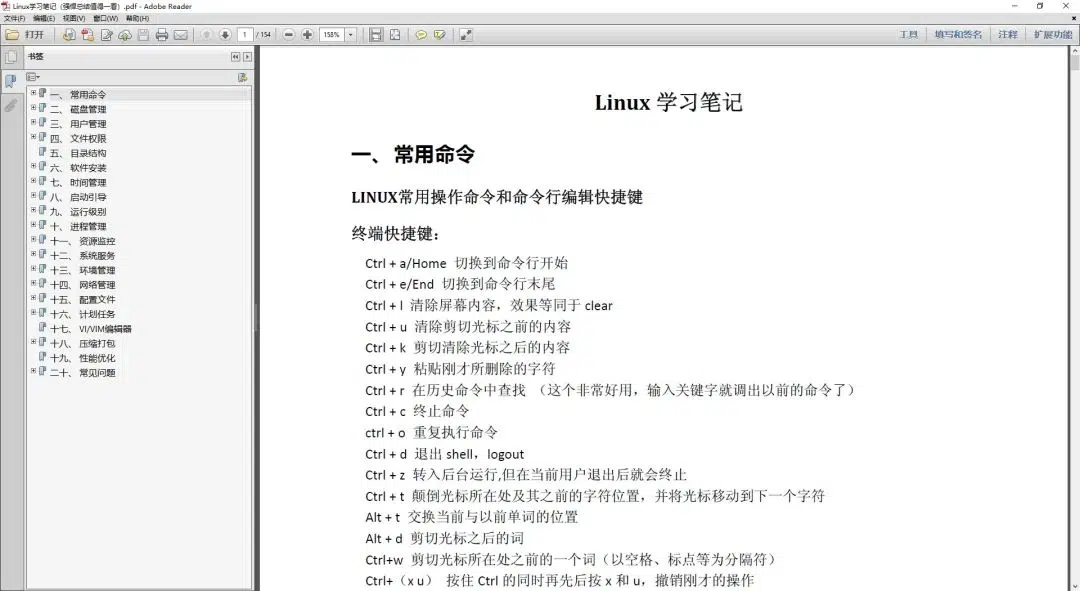 Linux学习笔记（强悍总结值得一看）.pdf - Adobe Reader
文件(F) 编辑(E) 视图(V) 窗口(W) 帮助(H)
打开 1 / 154 158% 工具 填写和签名 注释 扩展功能
书签
一、 常用命令
二、 磁盘管理
三、 用户管理
四、 文件权限
五、 目录结构
六、 软件安装
七、 时间管理
八、 启动引导
九、 运行级别
十、 进程管理
十一、 资源监控
十二、 系统服务
十三、 环境管理
十四、 网络管理
十五、 配置文件
十六、 计划任务
十七、 VI/VIM编辑器
十八、 压缩打包
十九、 性能优化
二十、 常见问题
Linux 学习笔记
一、 常用命令
LINUX常用操作命令和命令行编辑快捷键
终端快捷键：
Ctrl + a/Home 切换到命令行开始
Ctrl + e/End 切换到命令行末尾
Ctrl + l 清除屏幕内容，效果等同于 clear
Ctrl + u 清除剪切光标之前的内容
Ctrl + k 剪切清除光标之后的内容
Ctrl + y 粘贴刚才所删除的字符
Ctrl + r 在历史命令中查找 （这个非常好用，输入关键字就调出以前的命令了）
Ctrl + c 终止命令
ctrl + o 重复执行命令
Ctrl + d 退出 shell，logout
Ctrl + z 转入后台运行,但在当前用户退出后就会终止
Ctrl + t 颠倒光标所在处及其之前的字符位置，并将光标移动到下一个字符
Alt + t 交换当前与以前单词的位置
Alt + d 剪切光标之后的词
Ctrl+w 剪切光标所在处之前的一个词（以空格、标点等为分隔符）
Ctrl+（x u） 按住 Ctrl 的同时再先后按 x 和 u，撤销刚才的操作